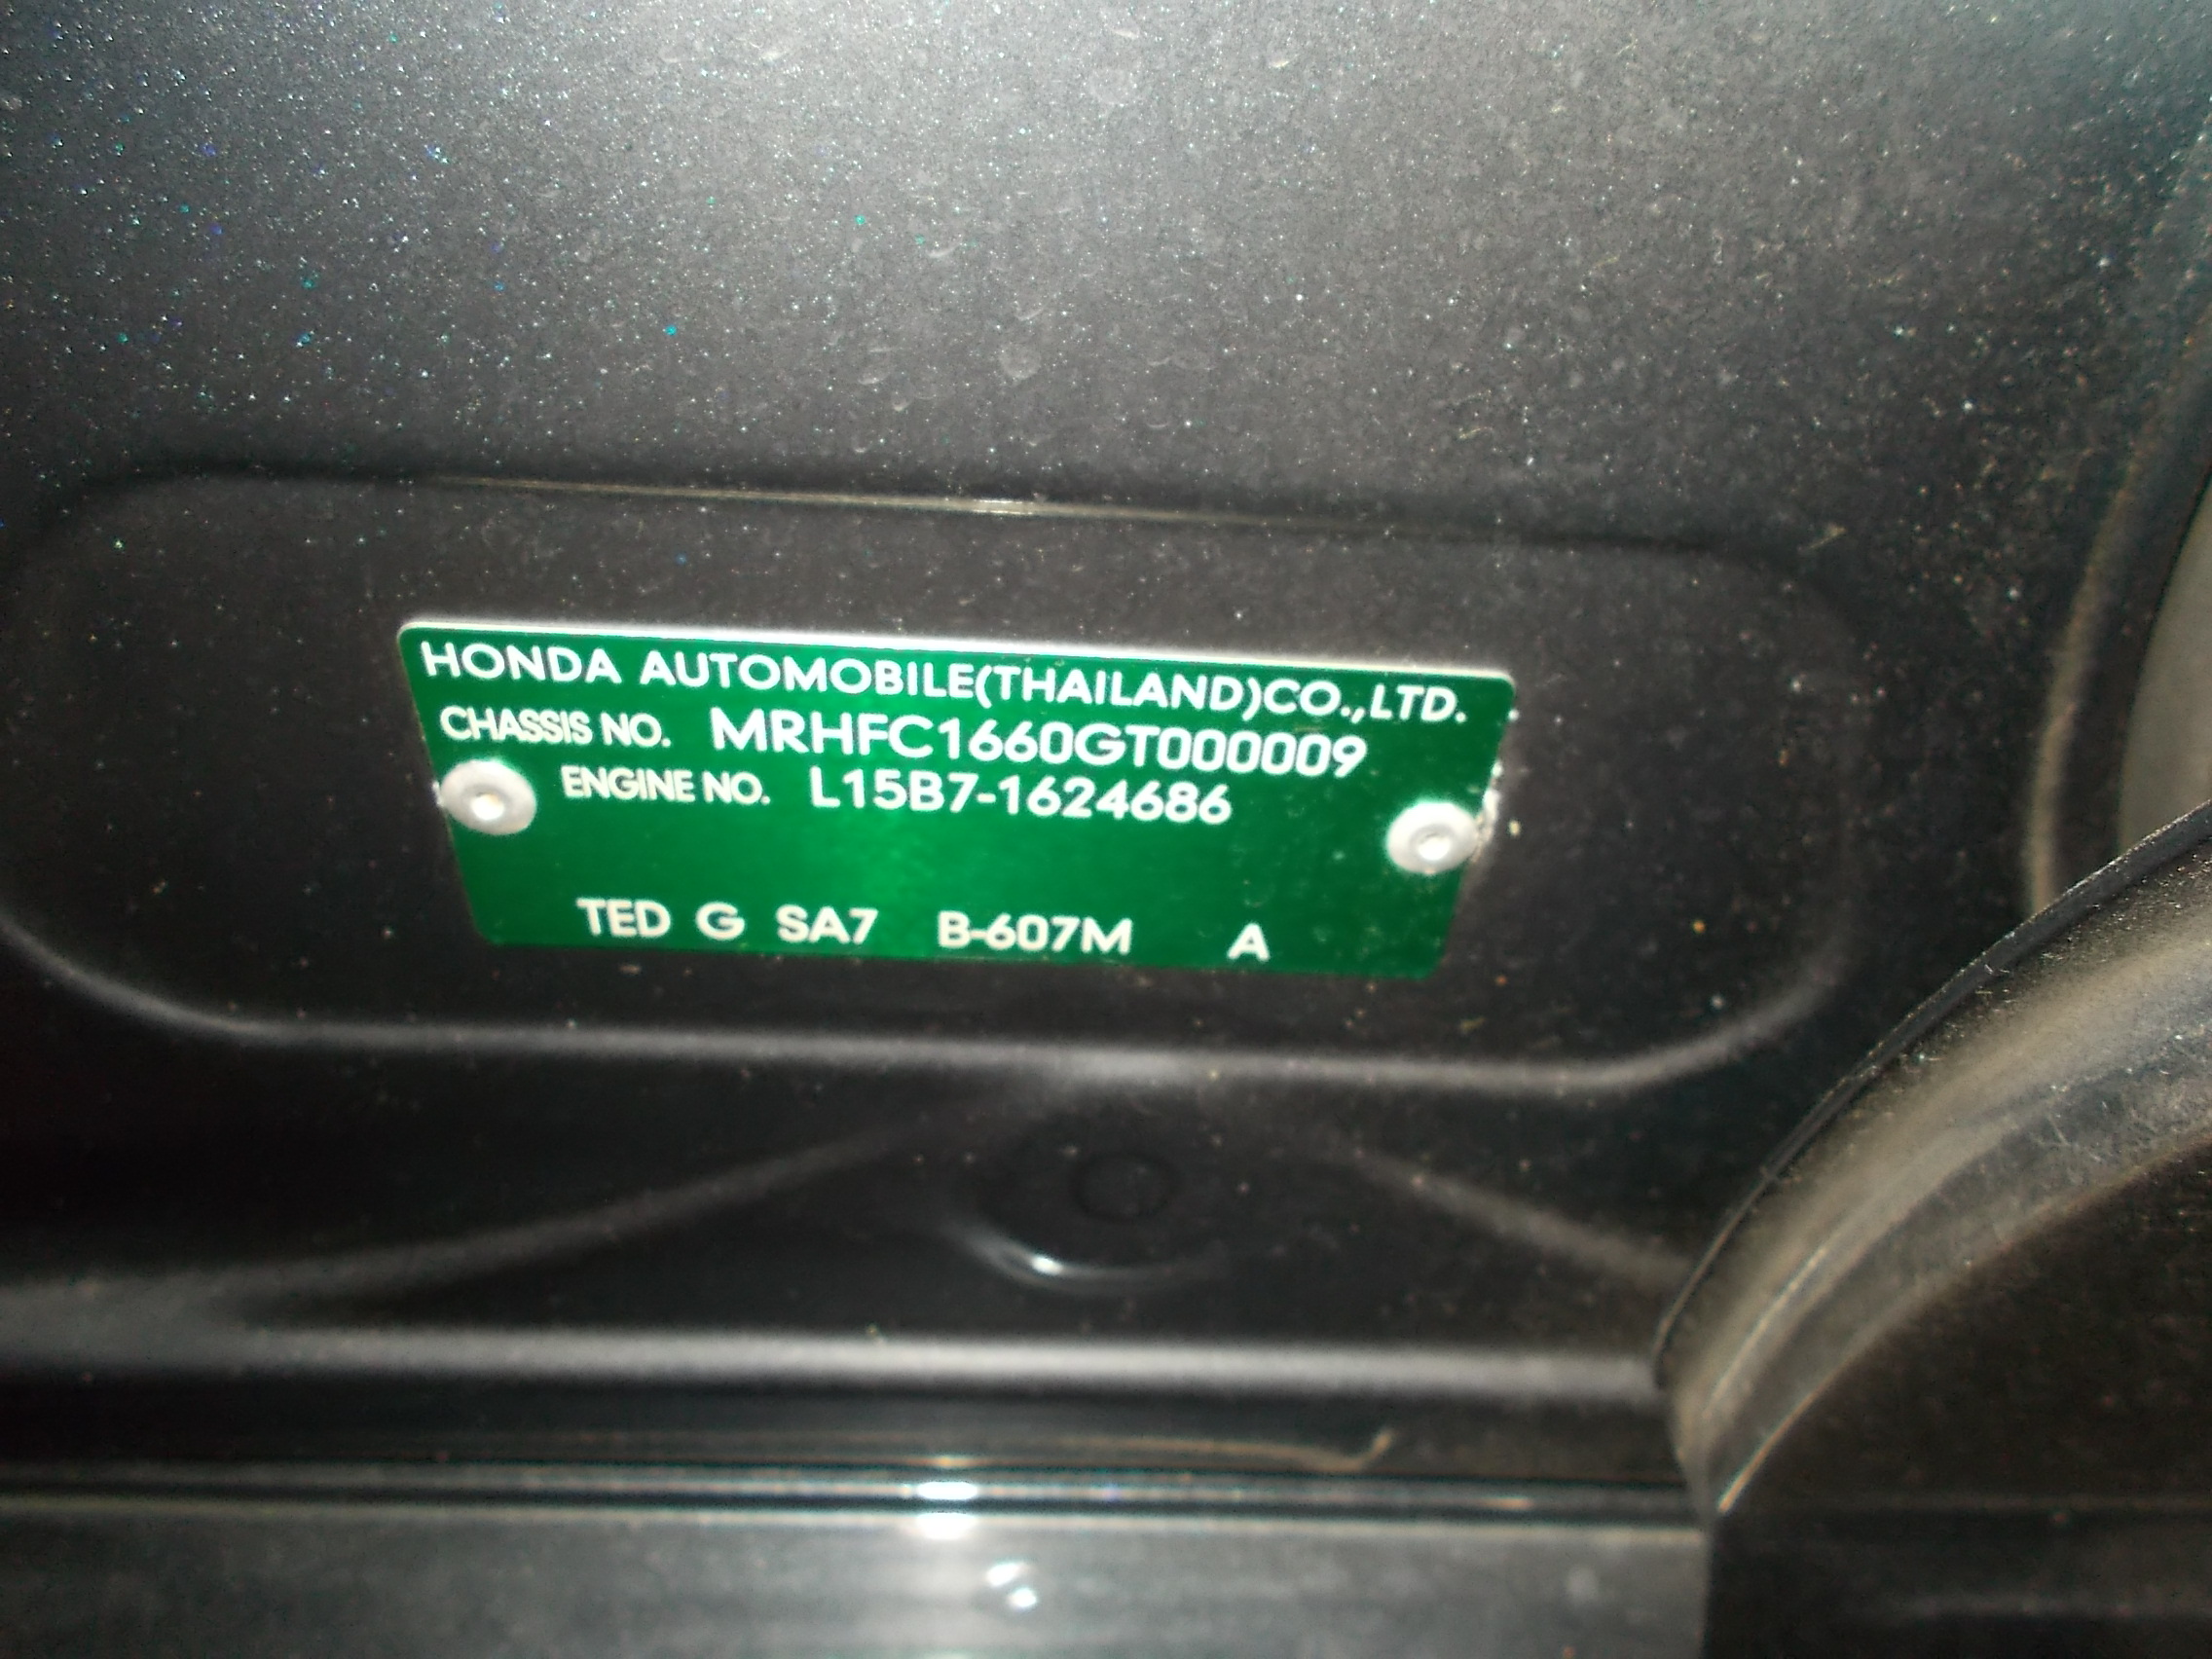 HONDA AUTOMOBILE(THAILAND)CO.,LTD.
CHASSIS NO. MRHFC1660GT000009
ENGINE NO. L15B7-1624686
TED G SA7 B-607M A